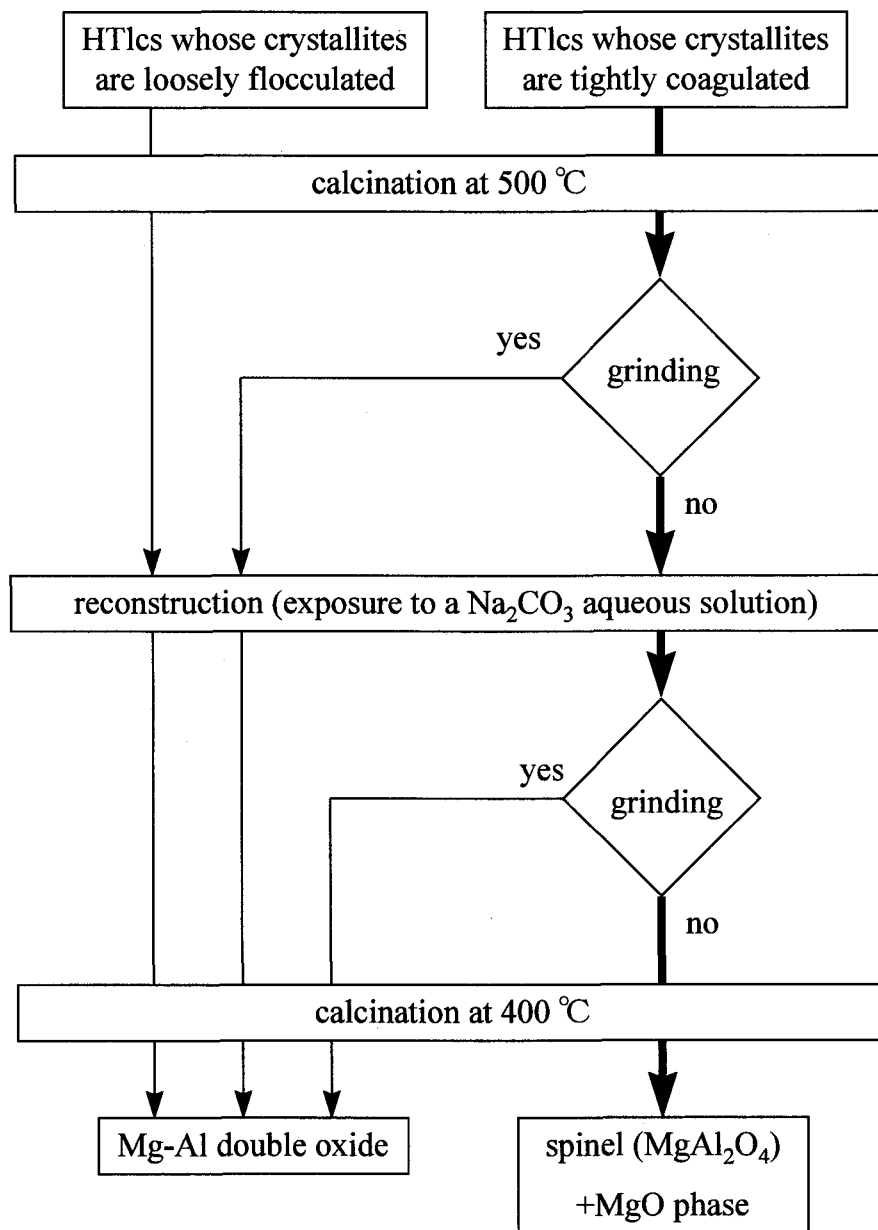 HTlcs whose crystallites
are loosely flocculated
HTlcs whose crystallites
are tightly coagulated
calcination at 500 ℃
yes
grinding
no
reconstruction (exposure to a Na₂CO₃ aqueous solution)
yes
grinding
no
calcination at 400 ℃
Mg-Al double oxide
spinel (MgAl₂O₄)
+MgO phase